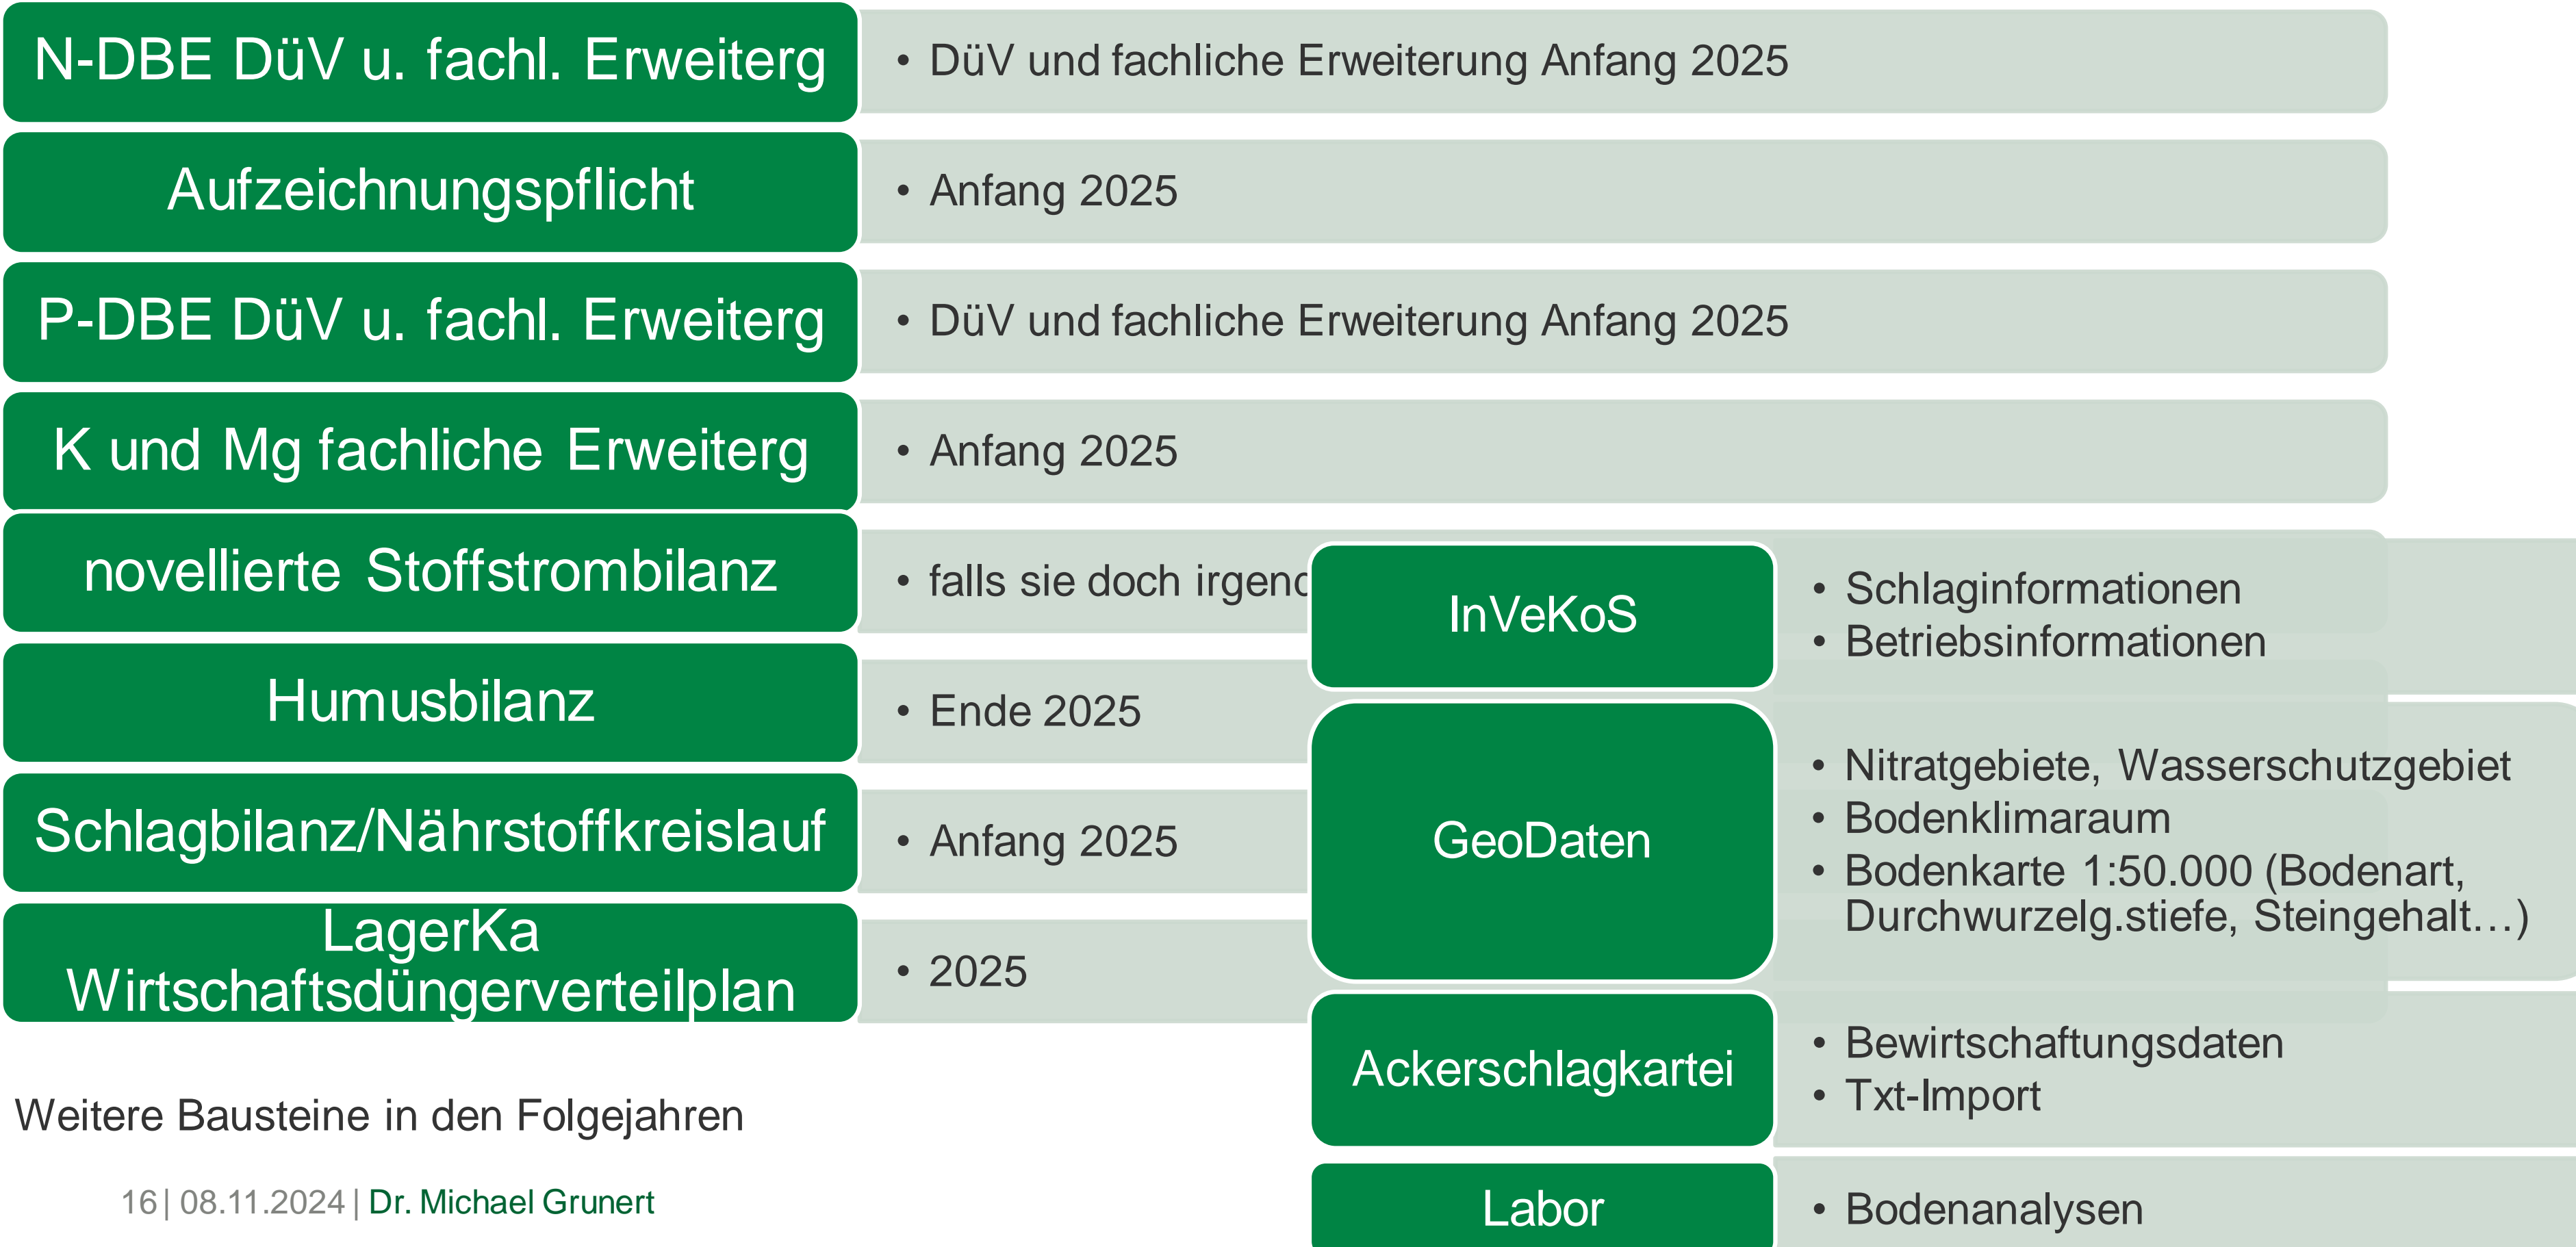 N-DBE DüV u. fachl. Erweiterg
• DüV und fachliche Erweiterung Anfang 2025
Aufzeichnungspflicht
• Anfang 2025
P-DBE DüV u. fachl. Erweiterg
• DüV und fachliche Erweiterung Anfang 2025
K und Mg fachliche Erweiterg
• Anfang 2025
novellierte Stoffstrombilanz
• falls sie doch
Humusbilanz
• Ende 2025
Schlagbilanz/Nährstoffkreislauf
• Anfang 2025
LagerKa
Wirtschaftsdüngerverteilplan
• 2025
InVeKoS
• Schlaginformationen
• Betriebsinformationen
GeoDaten
• Nitratgebiete, Wasserschutzgebiet
• Bodenklimaraum
• Bodenkarte 1:50.000 (Bodenart,
Durchwurzelg.stiefe, Steingehalt…)
Ackerschlagkartei
• Bewirtschaftungsdaten
• Txt-Import
Labor
• Bodenanalysen
Weitere Bausteine in den Folgejahren
16| 08.11.2024 | Dr. Michael Grunert